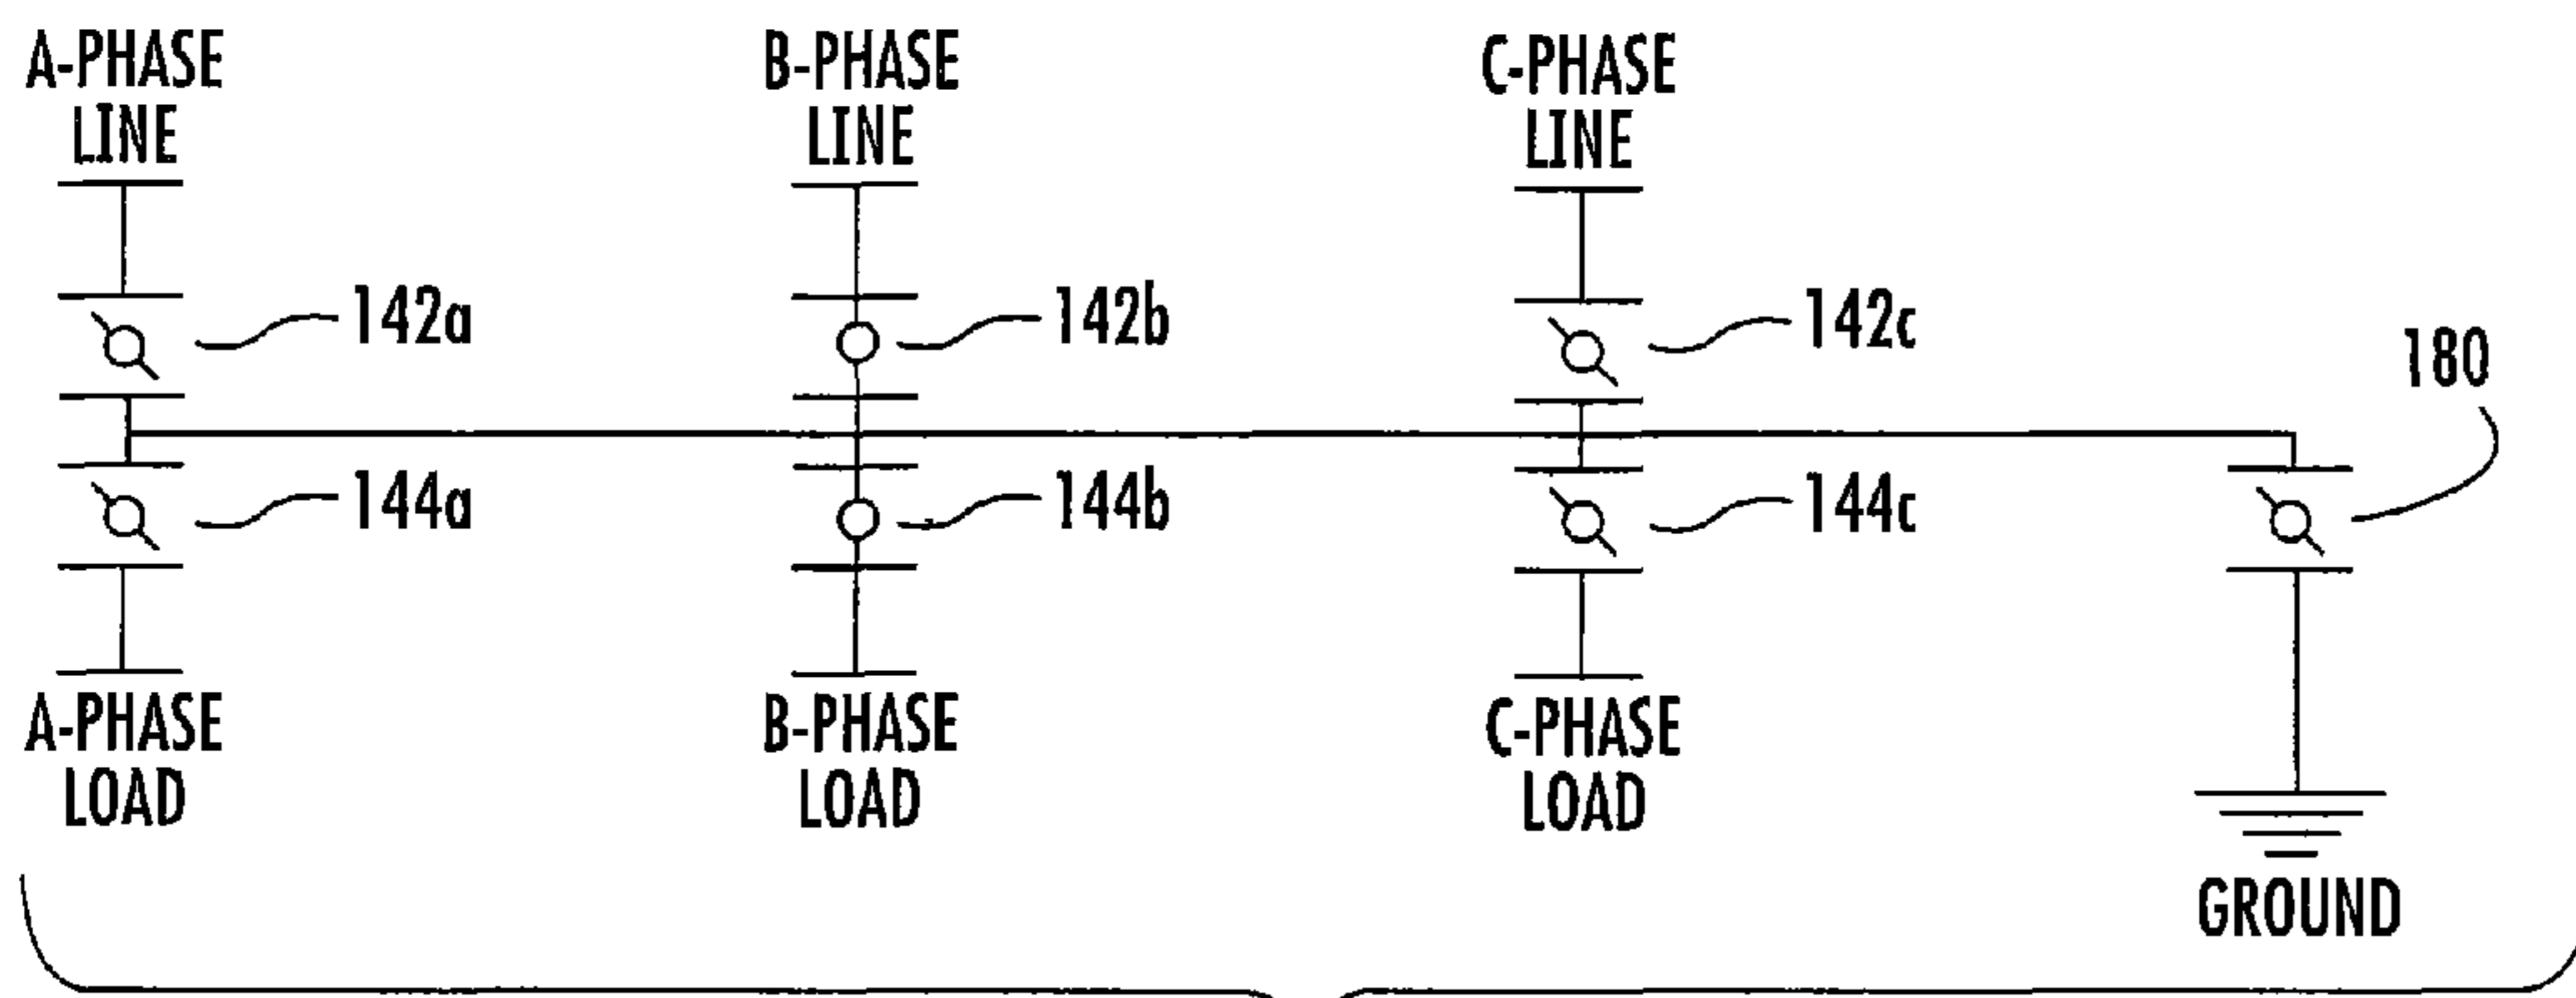 A-PHASE
LINE
B-PHASE
LINE
C-PHASE
LINE
142a
142b
142c
180
144a
144b
144c
A-PHASE
LOAD
B-PHASE
LOAD
C-PHASE
LOAD
GROUND